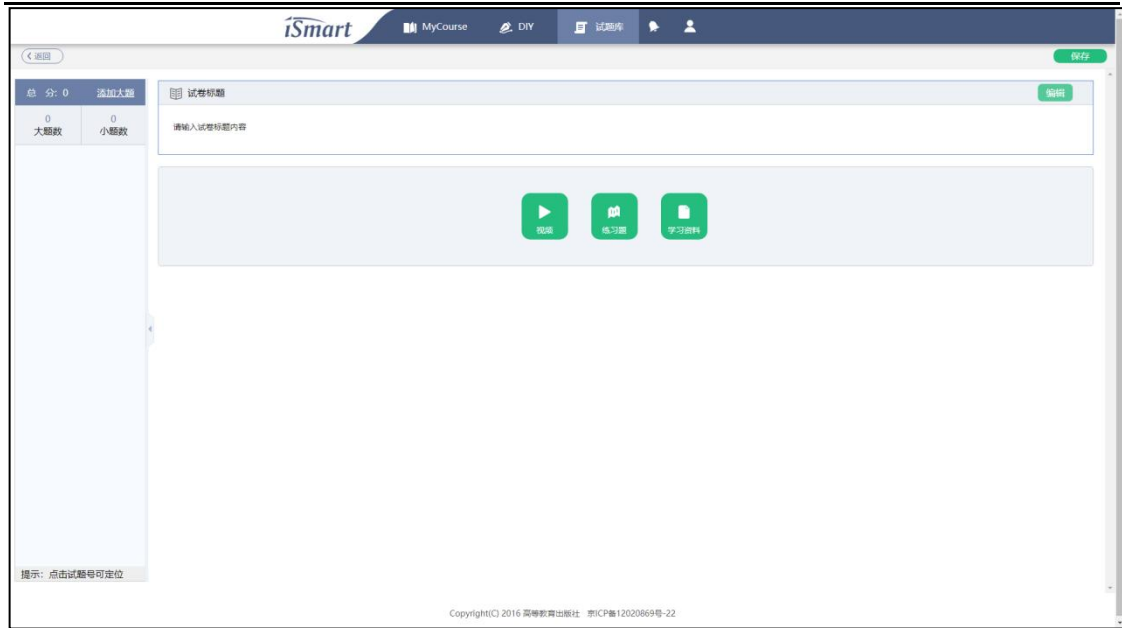 iSmart MyCourse DIY 试题库
返回 保存
总 分: 0 添加大题
0 0
大题数 小题数
试卷标题 编辑
请输入试卷标题内容
视频 练习题 学习资料
提示: 点击试题号可定位
Copyright(C) 2016 高等教育出版社 京ICP备12020869号-22